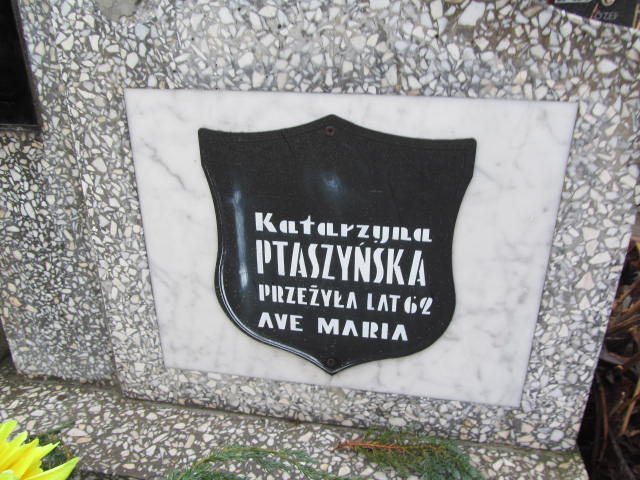 Katarzyna
PTASZYŃSKA
PRZEŻYŁA LAT 62
AVE MARIA